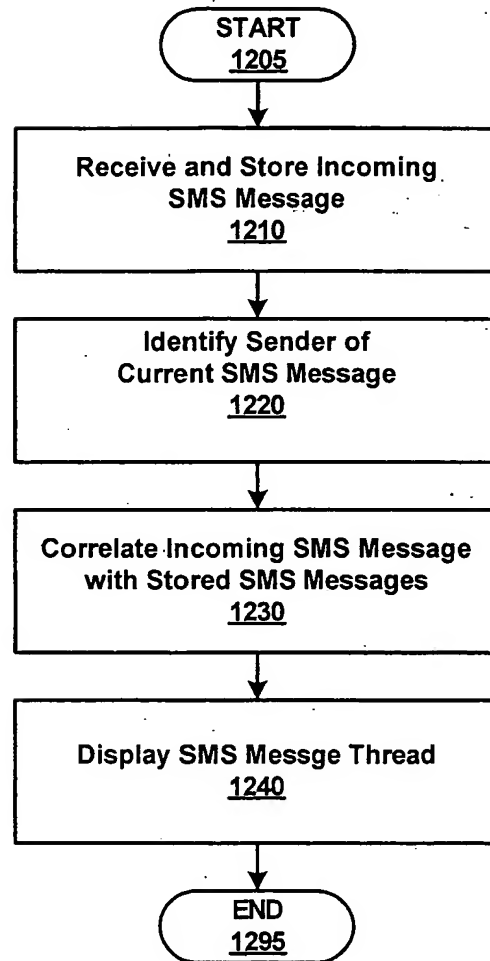 START
1205
Receive and Store Incoming
SMS Message
1210
Identify Sender of
Current SMS Message
1220
Correlate Incoming SMS Message
with Stored SMS Messages
1230
Display SMS Messge Thread
1240
END
1295